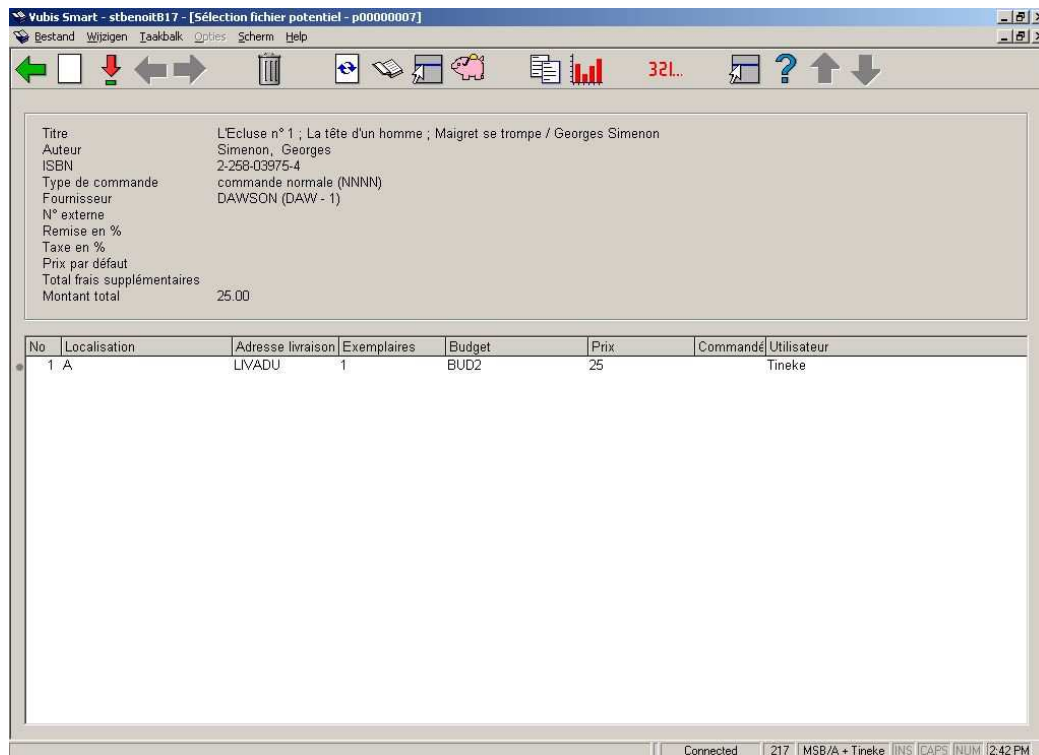 Vubis Smart - stbenoitB17 - [Sélection fichier potentiel - p00000007]
Bestand Wijzigen Taakbalk Opties Scherm Help
321...
Titre L'Ecluse n° 1 ; La tête d'un homme ; Maigret se trompe / Georges Simenon
Auteur Simenon, Georges
ISBN 2-258-03975-4
Type de commande commande normale (NNNN)
Fournisseur DAWSON (DAW - 1)
N° externe
Remise en %
Taxe en %
Prix par défaut
Total frais supplémentaires
Montant total 25.00
No Localisation Adresse livraison Exemplaires Budget Prix Commandé Utilisateur
1 A LIVADU 1 BUD2 25 Tineke
Connected 217 MSB/A + Tineke INS CAPS NUM 2:42 PM